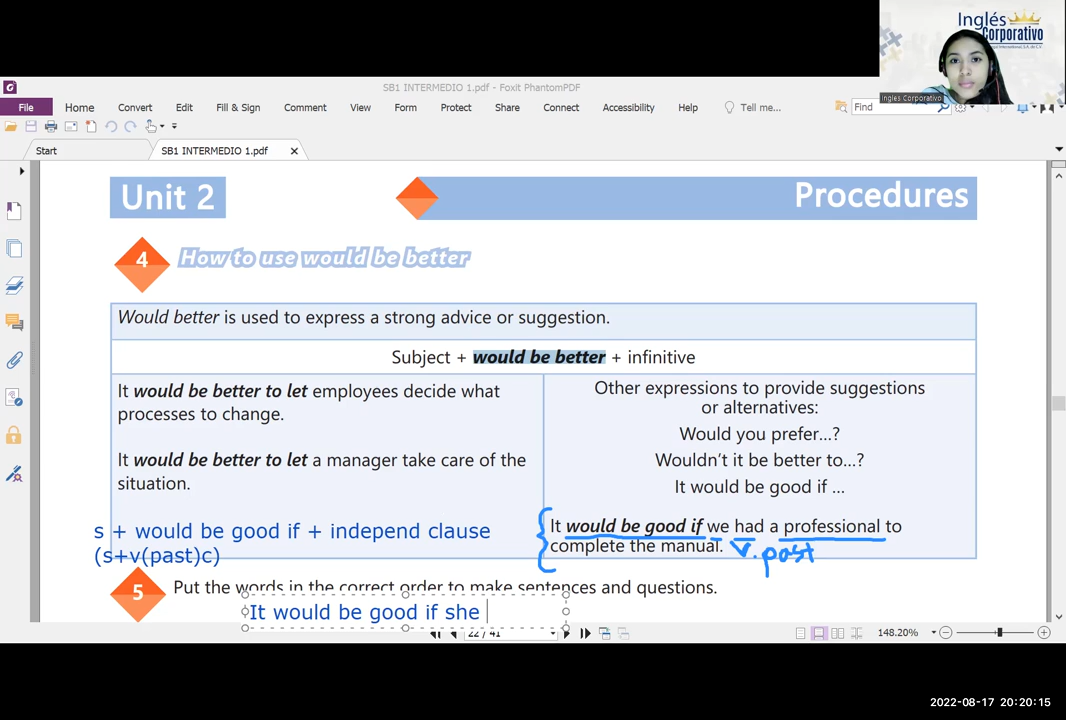 Inglés
Corporativo
Inglés Corporativo
SB1 INTERMEDIO 1.pdf - Foxit PhantomPDF
File Home Convert Edit Fill & Sign Comment View Form Protect Share Connect Accessibility Help Tell me... Find
Start SB1 INTERMEDIO 1.pdf
Unit 2 Procedures
4 How to use would be better
Would better is used to express a strong advice or suggestion.
Subject + would be better + infinitive
It would be better to let employees decide what
processes to change.
It would be better to let a manager take care of the
situation.
Other expressions to provide suggestions
or alternatives:
Would you prefer...?
Wouldn't it be better to...?
It would be good if ...
It would be good if we had a professional to
complete the manual.
v. past
s + would be good if + independ clause
(s+v(past)c)
5 Put the words in the correct order to make sentences and questions.
It would be good if she
22 / 41
148.20%
2022-08-17 20:20:15